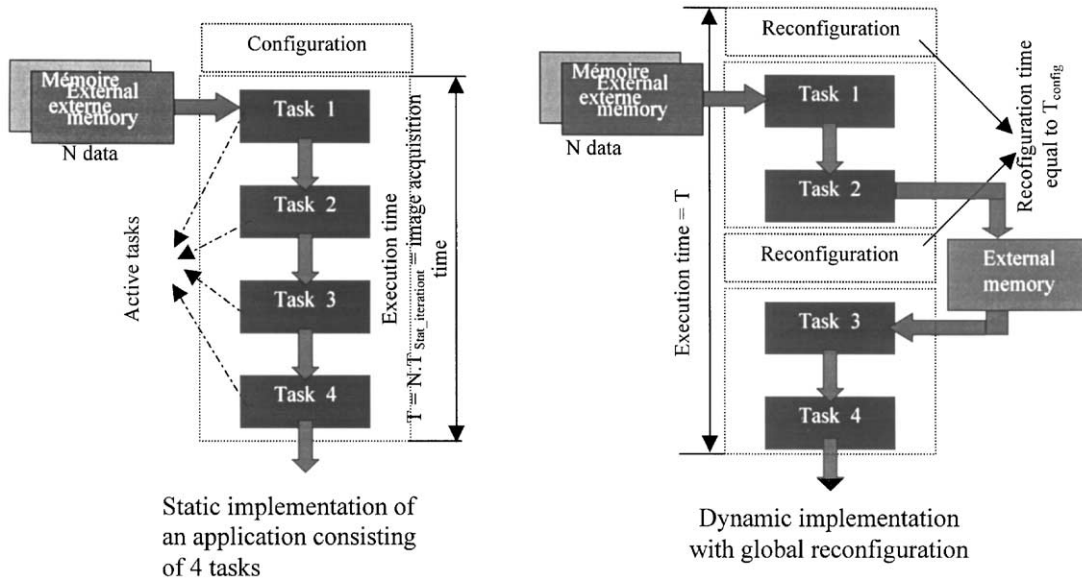 Configuration
Mémoire
externe
External
memory
N data
Task 1
Task 2
Task 3
Task 4
Active tasks
Execution time
T = N.T Stat_iterationt = image acquisition
time
Static implementation of
an application consisting
of 4 tasks
Reconfiguration
Mémoire
externe
External
memory
N data
Task 1
Task 2
Reconfiguration
External
memory
Task 3
Task 4
Execution time = T
Recofiguration time
equal to T config
Dynamic implementation
with global reconfiguration